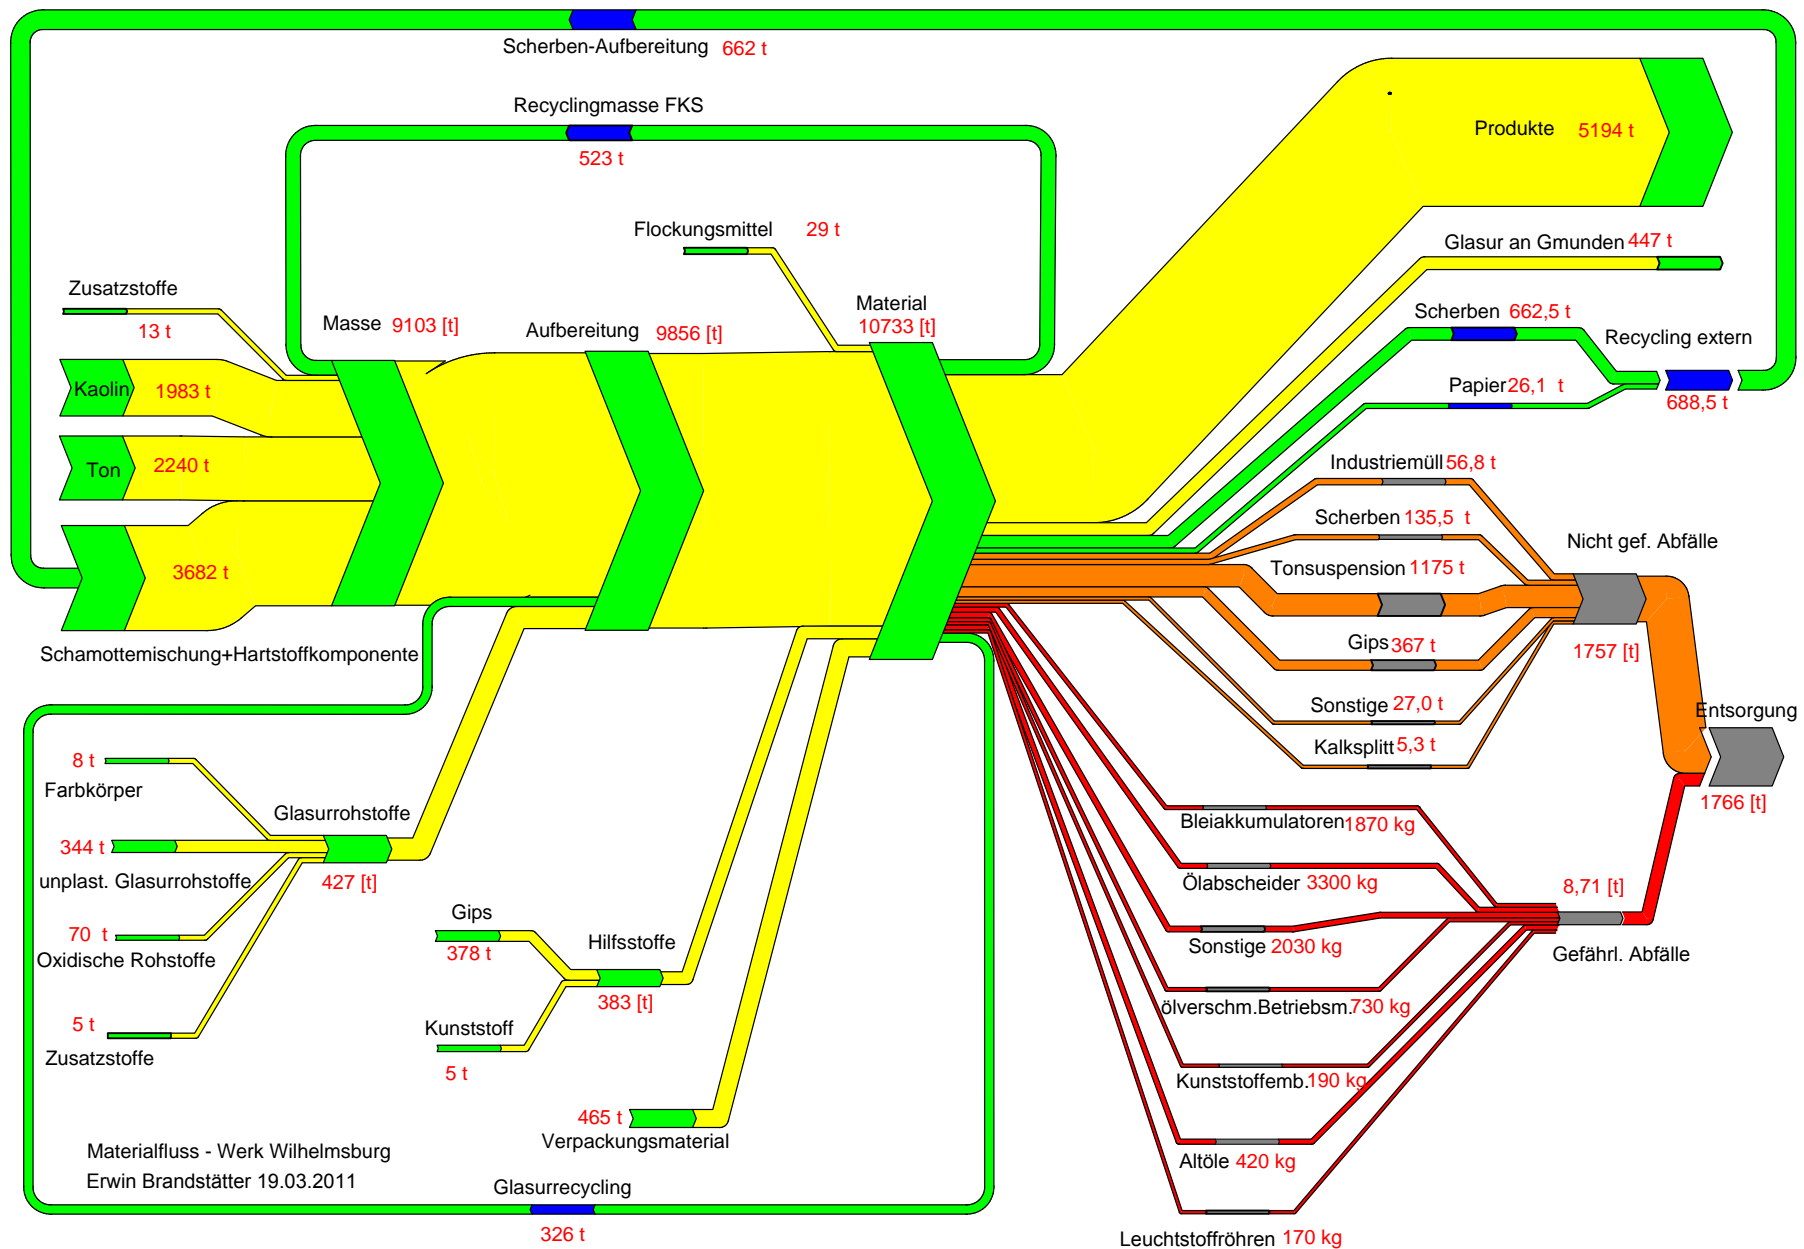 Scherben-Aufbereitung 662 t
Recyclingmasse FKS
523 t
Produkte 5194 t
Flockungsmittel 29 t
Glasur an Gmunden 447 t
Zusatzstoffe
13 t
Masse 9103 [t]
Aufbereitung 9856 [t]
Material
10733 [t]
Scherben 662,5 t
Recycling extern
Kaolin 1983 t
Papier 26,1 t
688,5 t
Ton 2240 t
Industriemüll 56,8 t
Scherben 135,5 t
Nicht gef. Abfälle
3682 t
Tonsuspension 1175 t
Schamottemischung+Hartstoffkomponente
Gips 367 t
1757 [t]
Sonstige 27,0 t
Entsorgung
Kalksplitt 5,3 t
8 t
Farbkörper
Glasurrohstoffe
1766 [t]
Bleiakkumulatoren 1870 kg
344 t
unplast. Glasurrohstoffe
427 [t]
Ölabscheider 3300 kg
8,71 [t]
Gips
378 t
Hilfsstoffe
70 t
Oxidische Rohstoffe
Sonstige 2030 kg
Gefährl. Abfälle
383 [t]
ölverschm.Betriebsm. 730 kg
5 t
Zusatzstoffe
Kunststoff
5 t
Kunststoffemb. 190 kg
465 t
Verpackungsmaterial
Altöle 420 kg
Materialfluss - Werk Wilhelmsburg
Erwin Brandstätter 19.03.2011
Glasurrecycling
326 t
Leuchtstoffröhren 170 kg